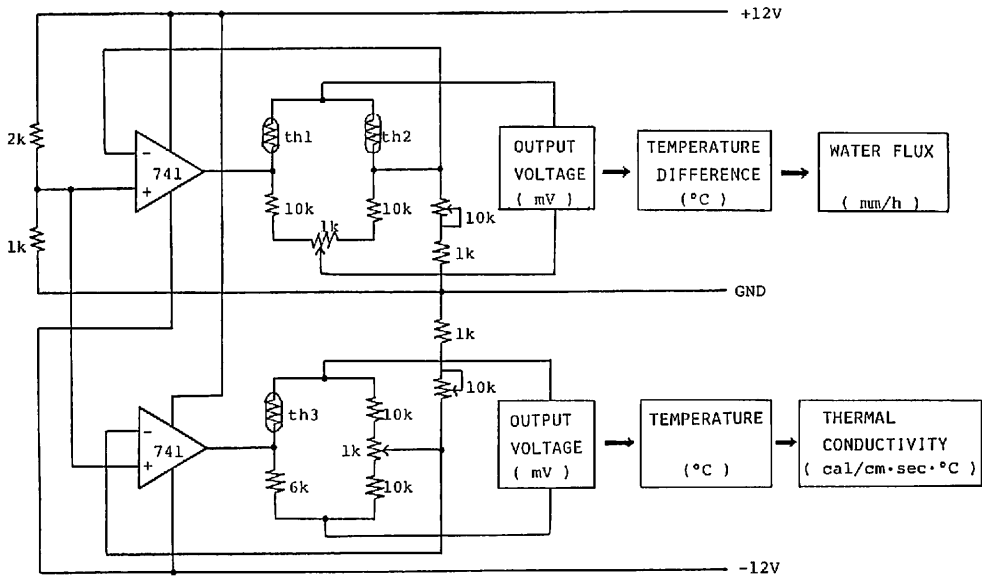 +12V
2k
1k
-
+
741
th1
th2
10k
10k
1k
10k
1k
OUTPUT
VOLTAGE
( mV )
TEMPERATURE
DIFFERENCE
(°C )
WATER FLUX
( mm/h )
GND
1k
10k
-
+
741
th3
6k
10k
1k
10k
OUTPUT
VOLTAGE
( mV )
TEMPERATURE
(°C )
THERMAL
CONDUCTIVITY
( cal/cm·sec·°C )
-12V